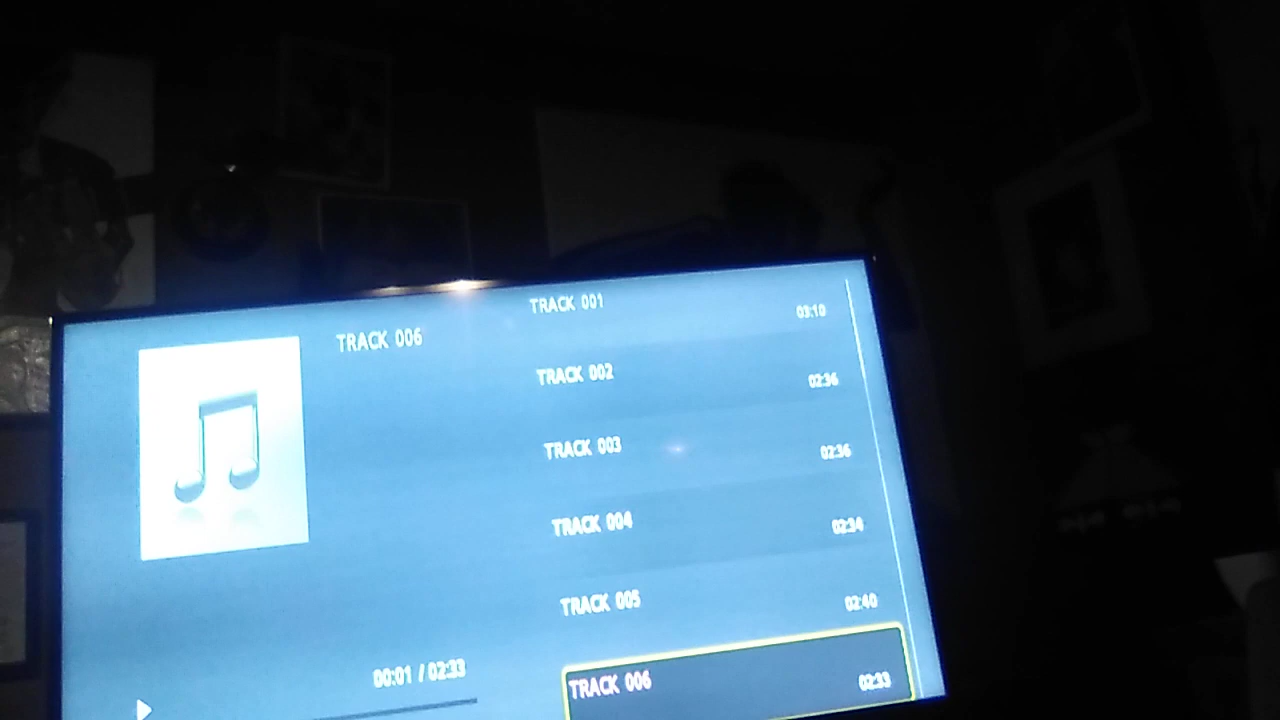 TRACK 006
00:01 / 02:33
TRACK 001 03:10
TRACK 002 02:36
TRACK 003 02:36
TRACK 004 02:34
TRACK 005 02:40
TRACK 006 02:33